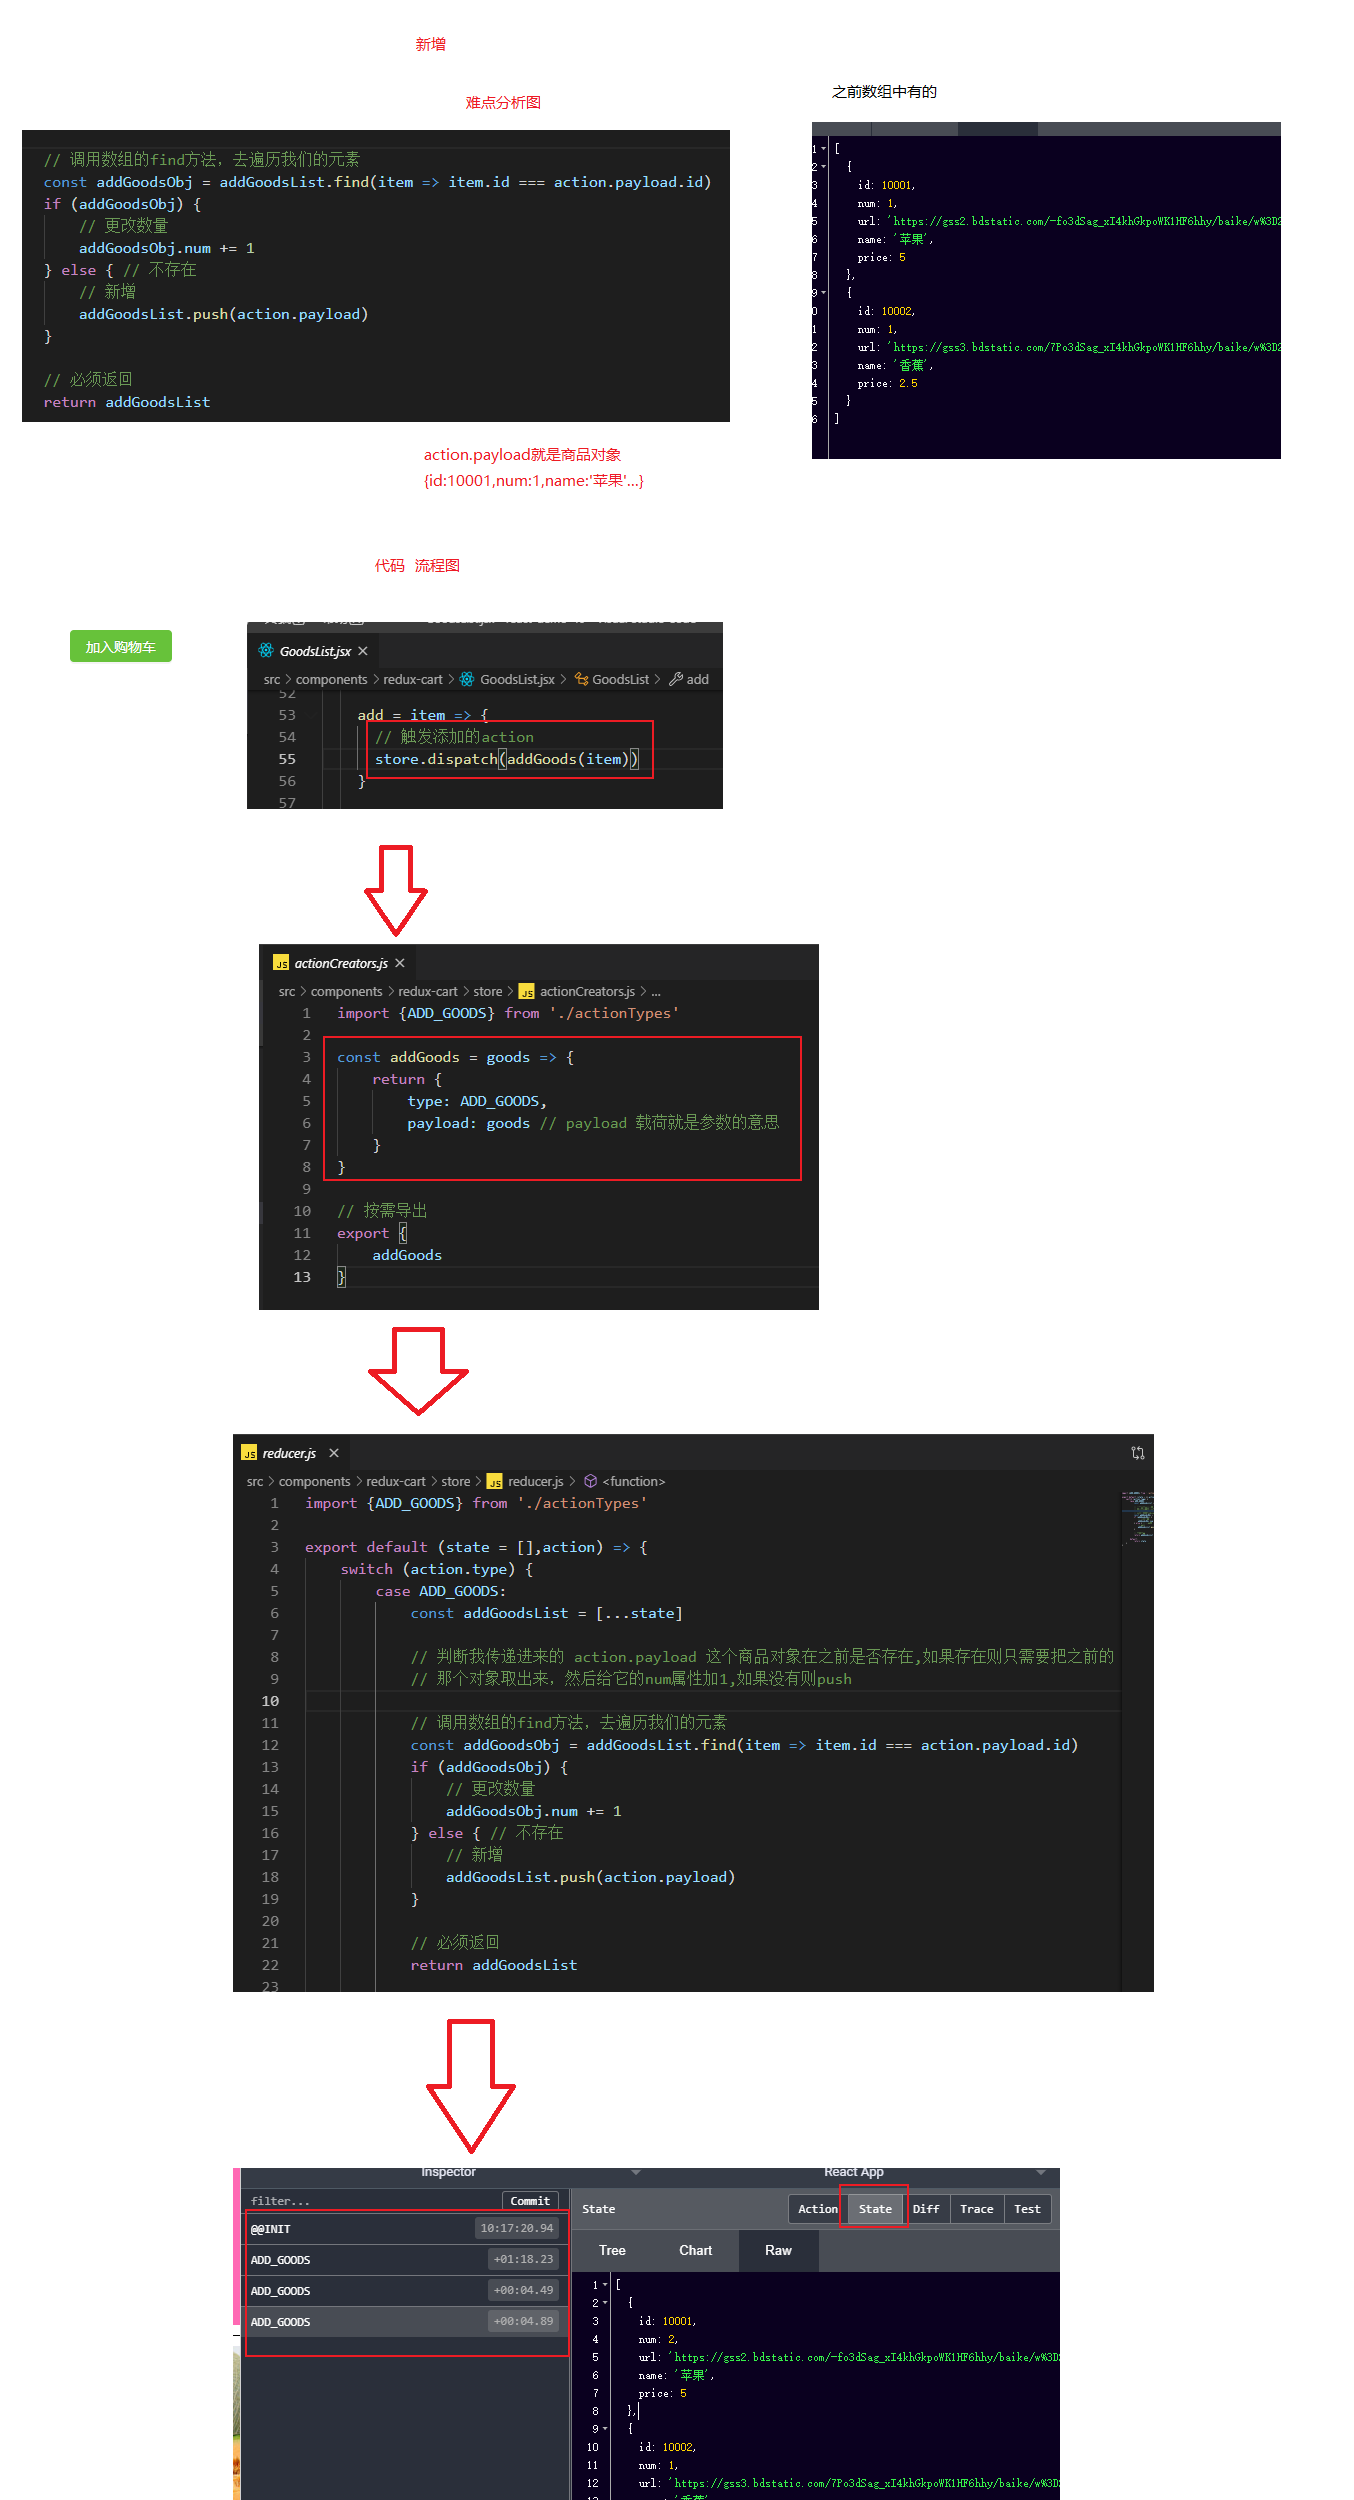 新增
难点分析图
之前数组中有的
// 调用数组的find方法，去遍历我们的元素
const addGoodsObj = addGoodsList.find(item => item.id === action.payload.id)
if (addGoodsObj) {
// 更改数量
addGoodsObj.num += 1
} else { // 不存在
// 新增
addGoodsList.push(action.payload)
}
// 必须返回
return addGoodsList
1 [
2 {
3 id: 10001,
4 num: 1,
5 url: 'https://gss2.bdstatic.com/-fo3dSag_xI4khGkpoWK1HF6hhy/baike/w%3D2
6 name: '苹果',
7 price: 5
8 },
9 {
0 id: 10002,
1 num: 1,
2 url: 'https://gss3.bdstatic.com/7Po3dSag_xI4khGkpoWK1HF6hhy/baike/w%3D2
3 name: '香蕉',
4 price: 2.5
5 }
6 ]
action.payload就是商品对象
{id:10001,num:1,name:'苹果'...}
代码 流程图
加入购物车
GoodsList.jsx ×
src > components > redux-cart > GoodsList.jsx > GoodsList > add
52
53 add = item => {
54 // 触发添加的action
55 store.dispatch(addGoods(item))
56 }
57
JS actionCreators.js ×
src > components > redux-cart > store > JS actionCreators.js > ...
1 import {ADD_GOODS} from './actionTypes'
2
3 const addGoods = goods => {
4 return {
5 type: ADD_GOODS,
6 payload: goods // payload 载荷就是参数的意思
7 }
8 }
9
10 // 按需导出
11 export {
12 addGoods
13 }
JS reducer.js ×
src > components > redux-cart > store > JS reducer.js > <function>
1 import {ADD_GOODS} from './actionTypes'
2
3 export default (state = [],action) => {
4 switch (action.type) {
5 case ADD_GOODS:
6 const addGoodsList = [...state]
7
8 // 判断我传递进来的 action.payload 这个商品对象在之前是否存在,如果存在则只需要把之前的
9 // 那个对象取出来，然后给它的num属性加1,如果没有则push
10
11 // 调用数组的find方法，去遍历我们的元素
12 const addGoodsObj = addGoodsList.find(item => item.id === action.payload.id)
13 if (addGoodsObj) {
14 // 更改数量
15 addGoodsObj.num += 1
16 } else { // 不存在
17 // 新增
18 addGoodsList.push(action.payload)
19 }
20
21 // 必须返回
22 return addGoodsList
23
Inspector React App
filter... Commit
State Action State Diff Trace Test
@@INIT 10:17:20.94
ADD_GOODS +01:18.23
ADD_GOODS +00:04.49
ADD_GOODS +00:04.89
Tree Chart Raw
1 [
2 {
3 id: 10001,
4 num: 2,
5 url: 'https://gss2.bdstatic.com/-fo3dSag_xI4khGkpoWK1HF6hhy/baike/w%3D
6 name: '苹果',
7 price: 5
8 },
9 {
10 id: 10002,
11 num: 1,
12 url: 'https://gss3.bdstatic.com/7Po3dSag_xI4khGkpoWK1HF6hhy/baike/w%3D